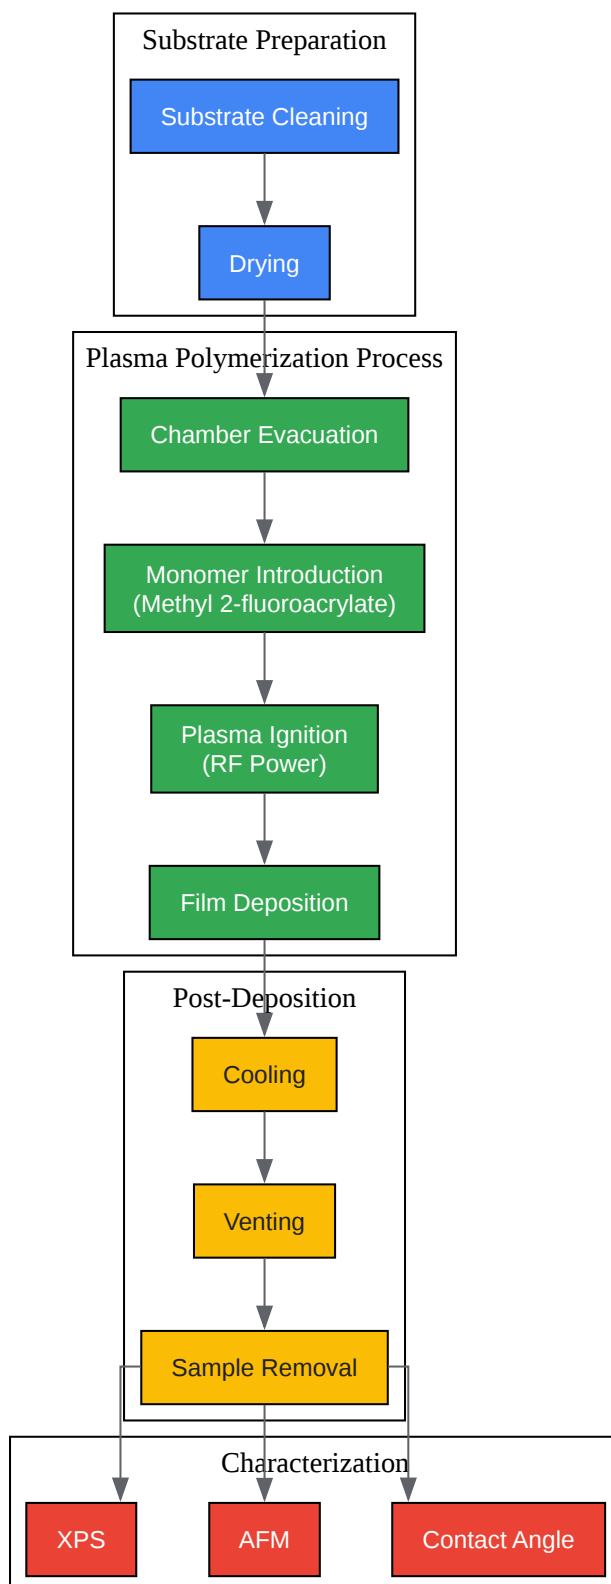 Substrate Preparation
Substrate Cleaning
Drying
Plasma Polymerization Process
Chamber Evacuation
Monomer Introduction
(Methyl 2-fluoroacrylate)
Plasma Ignition
(RF Power)
Film Deposition
Post-Deposition
Cooling
Venting
Sample Removal
Characterization
XPS
AFM
Contact Angle